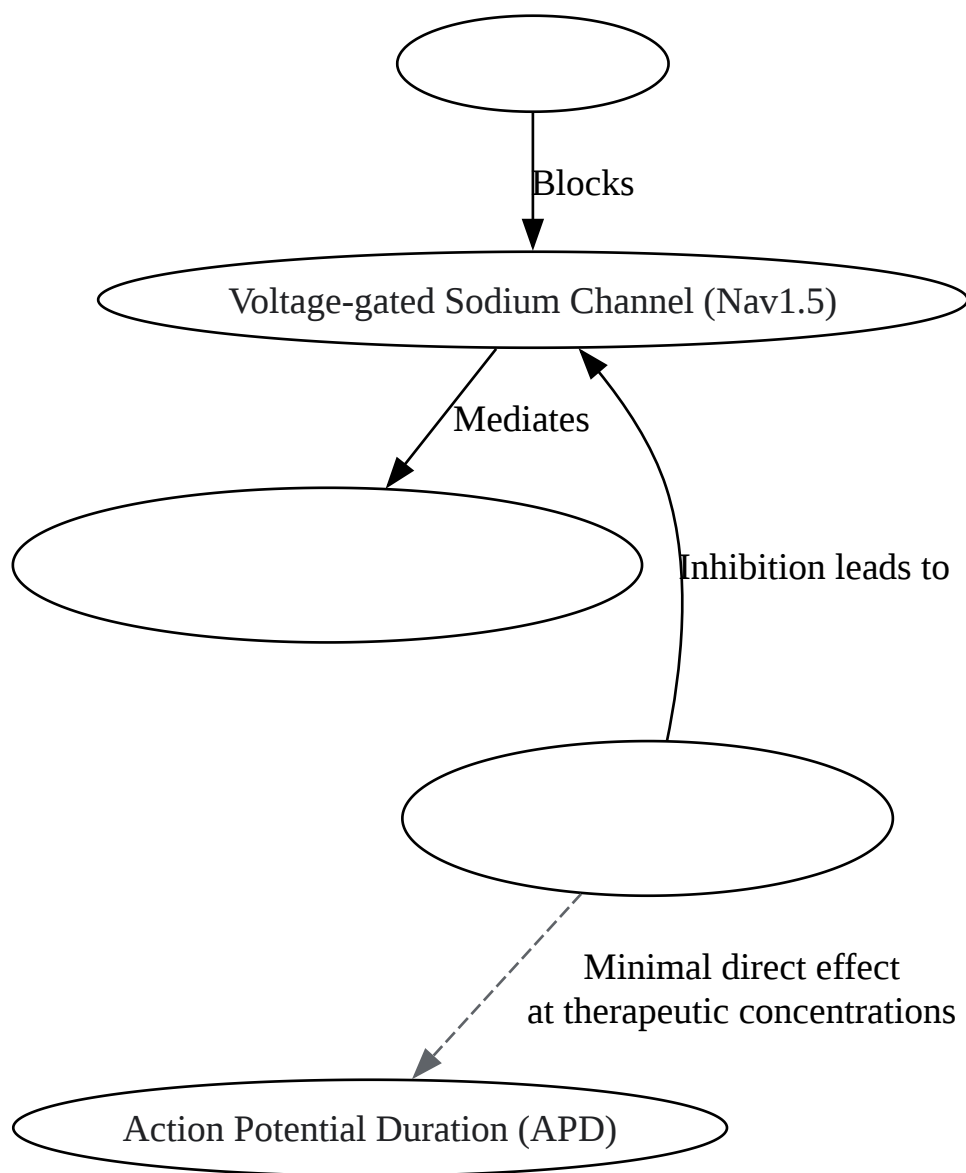 Blocks
Voltage-gated Sodium Channel (Nav1.5)
Mediates
Inhibition leads to
Minimal direct effect
at therapeutic concentrations
Action Potential Duration (APD)